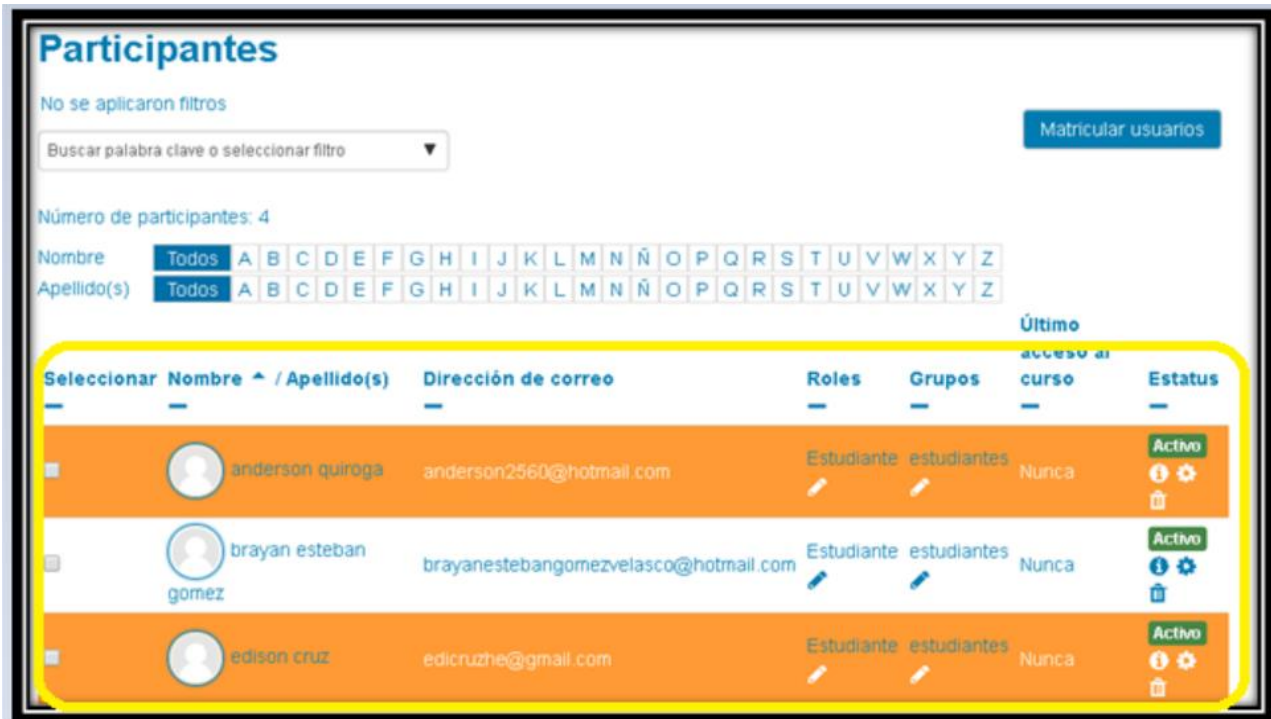 Participantes
No se aplicaron filtros
Matricular usuarios
Buscar palabra clave o seleccionar filtro ▼
Número de participantes: 4
Nombre Todos A B C D E F G H I J K L M N Ñ O P Q R S T U V W X Y Z
Apellido(s) Todos A B C D E F G H I J K L M N Ñ O P Q R S T U V W X Y Z
Último
acceso al
Seleccionar Nombre / Apellido(s) Dirección de correo Roles Grupos curso Estatus
Activo
anderson quiroga anderson2560@hotmail.com Estudiante estudiantes Nunca
Activo
brayan esteban
gomez brayanestebangomezvelasco@hotmail.com Estudiante estudiantes Nunca
Activo
edison cruz edicruzhe@gmail.com Estudiante estudiantes Nunca